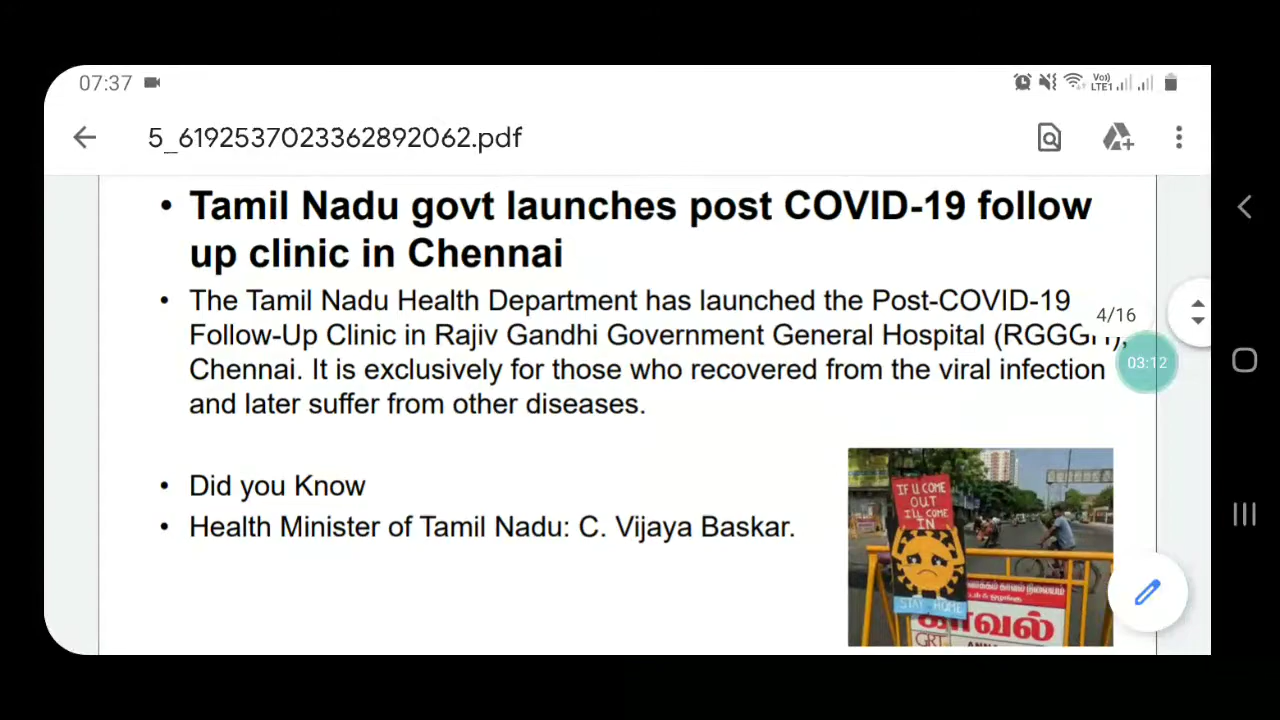 07:37
VoLTE1
5_6192537023362892062.pdf
• Tamil Nadu govt launches post COVID-19 follow
up clinic in Chennai
• The Tamil Nadu Health Department has launched the Post-COVID-19
4/16
Follow-Up Clinic in Rajiv Gandhi Government General Hospital (RGGGH),
03:12
Chennai. It is exclusively for those who recovered from the viral infection
and later suffer from other diseases.
• Did you Know
• Health Minister of Tamil Nadu: C. Vijaya Baskar.
IF U COME
OUT
I'LL COME
IN
STAY HOME
காவல்
GRT